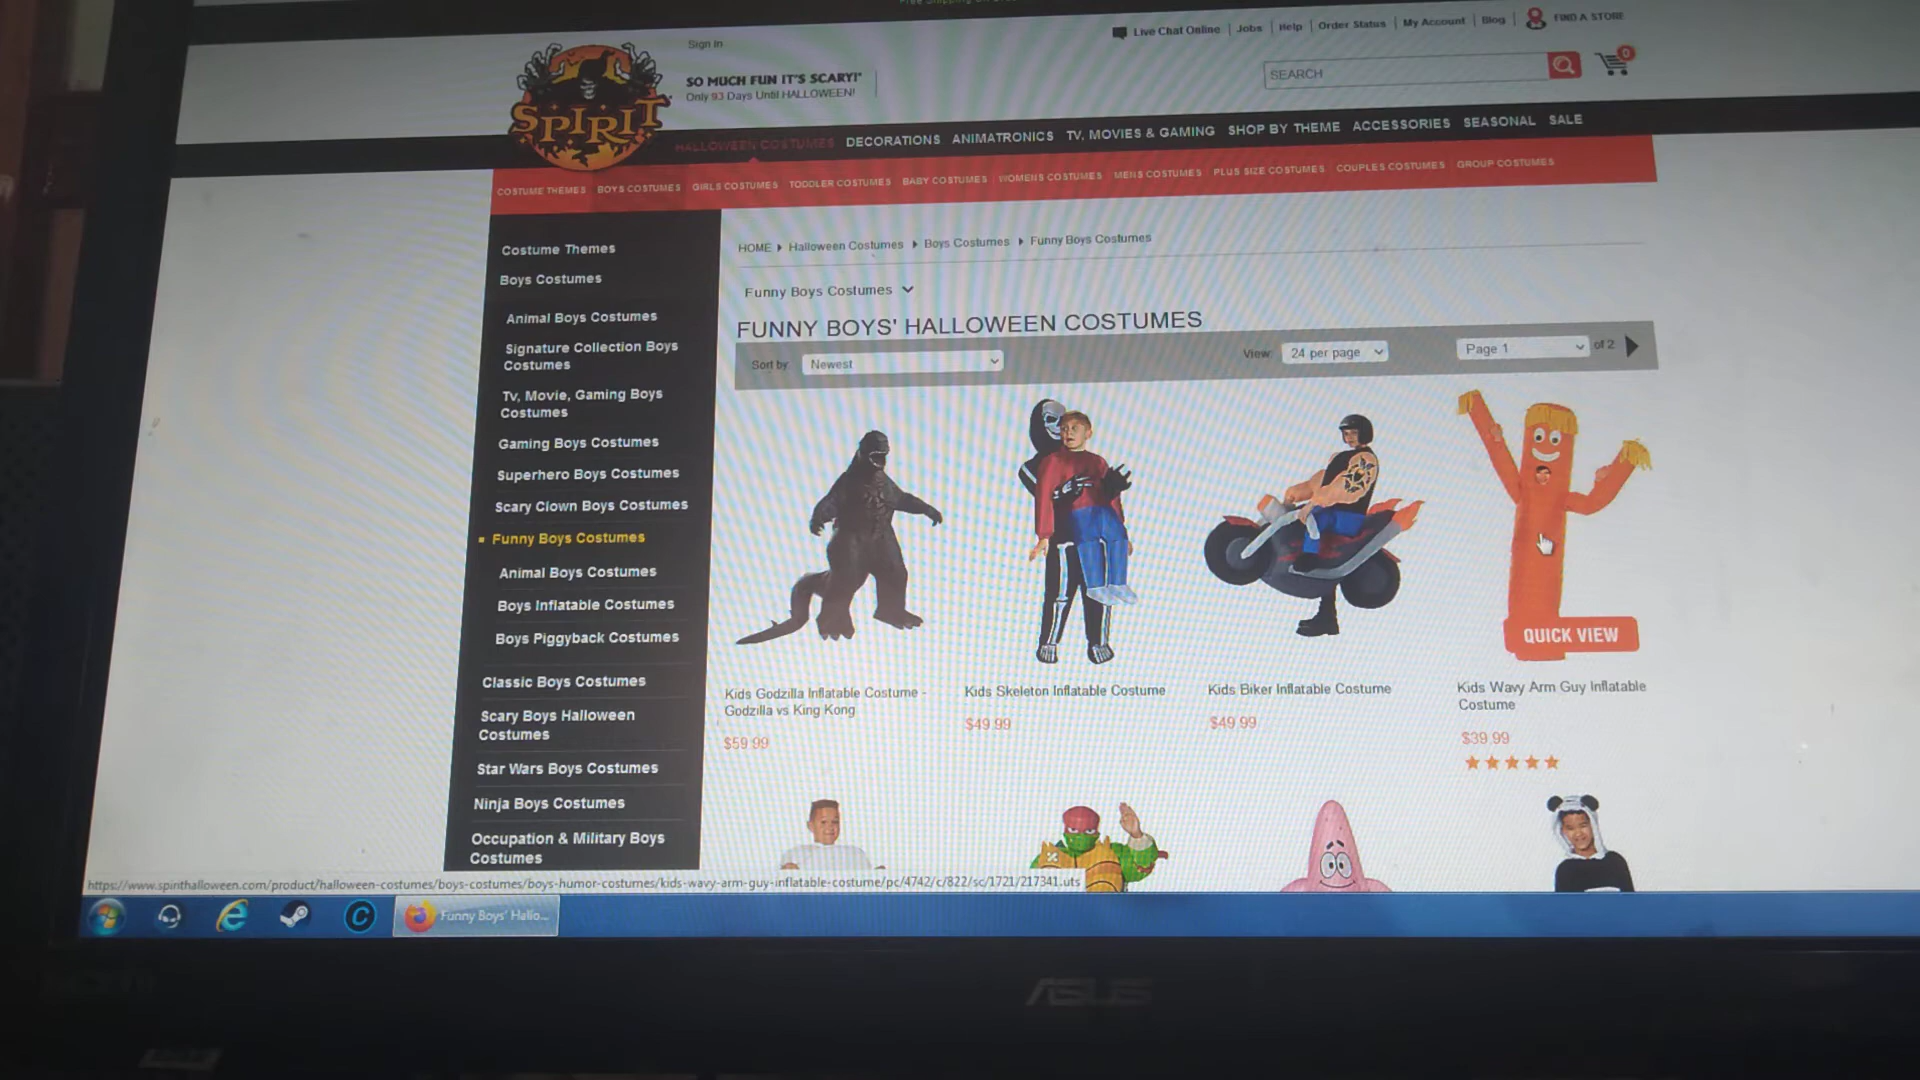 Sign In
Live Chat Online | Jobs | Help | Order Status | My Account | Blog | FIND A STORE
SPIRIT
SO MUCH FUN IT'S SCARY!
Only 93 Days Until HALLOWEEN!
SEARCH
0
HALLOWEEN COSTUMES DECORATIONS ANIMATRONICS TV, MOVIES & GAMING SHOP BY THEME ACCESSORIES SEASONAL SALE
COSTUME THEMES BOYS COSTUMES GIRLS COSTUMES TODDLER COSTUMES BABY COSTUMES WOMENS COSTUMES MENS COSTUMES PLUS SIZE COSTUMES COUPLES COSTUMES GROUP COSTUMES
Costume Themes
Boys Costumes
Animal Boys Costumes
Signature Collection Boys
Costumes
Tv, Movie, Gaming Boys
Costumes
Gaming Boys Costumes
Superhero Boys Costumes
Scary Clown Boys Costumes
Funny Boys Costumes
Animal Boys Costumes
Boys Inflatable Costumes
Boys Piggyback Costumes
Classic Boys Costumes
Scary Boys Halloween
Costumes
Star Wars Boys Costumes
Ninja Boys Costumes
Occupation & Military Boys
Costumes
HOME Halloween Costumes Boys Costumes Funny Boys Costumes
Funny Boys Costumes
FUNNY BOYS' HALLOWEEN COSTUMES
Sort by: Newest View: 24 per page Page 1 of 2
QUICK VIEW
Kids Godzilla Inflatable Costume -
Godzilla vs King Kong
$59.99
Kids Skeleton Inflatable Costume
$49.99
Kids Biker Inflatable Costume
$49.99
Kids Wavy Arm Guy Inflatable
Costume
$39.99
https://www.spirithalloween.com/product/halloween-costumes/boys-costumes/boys-humor-costumes/kids-wavy-arm-guy-inflatable-costume/pc/4742/c/822/sc/1721/217341.uts
Funny Boys' Hallo...
ASUS